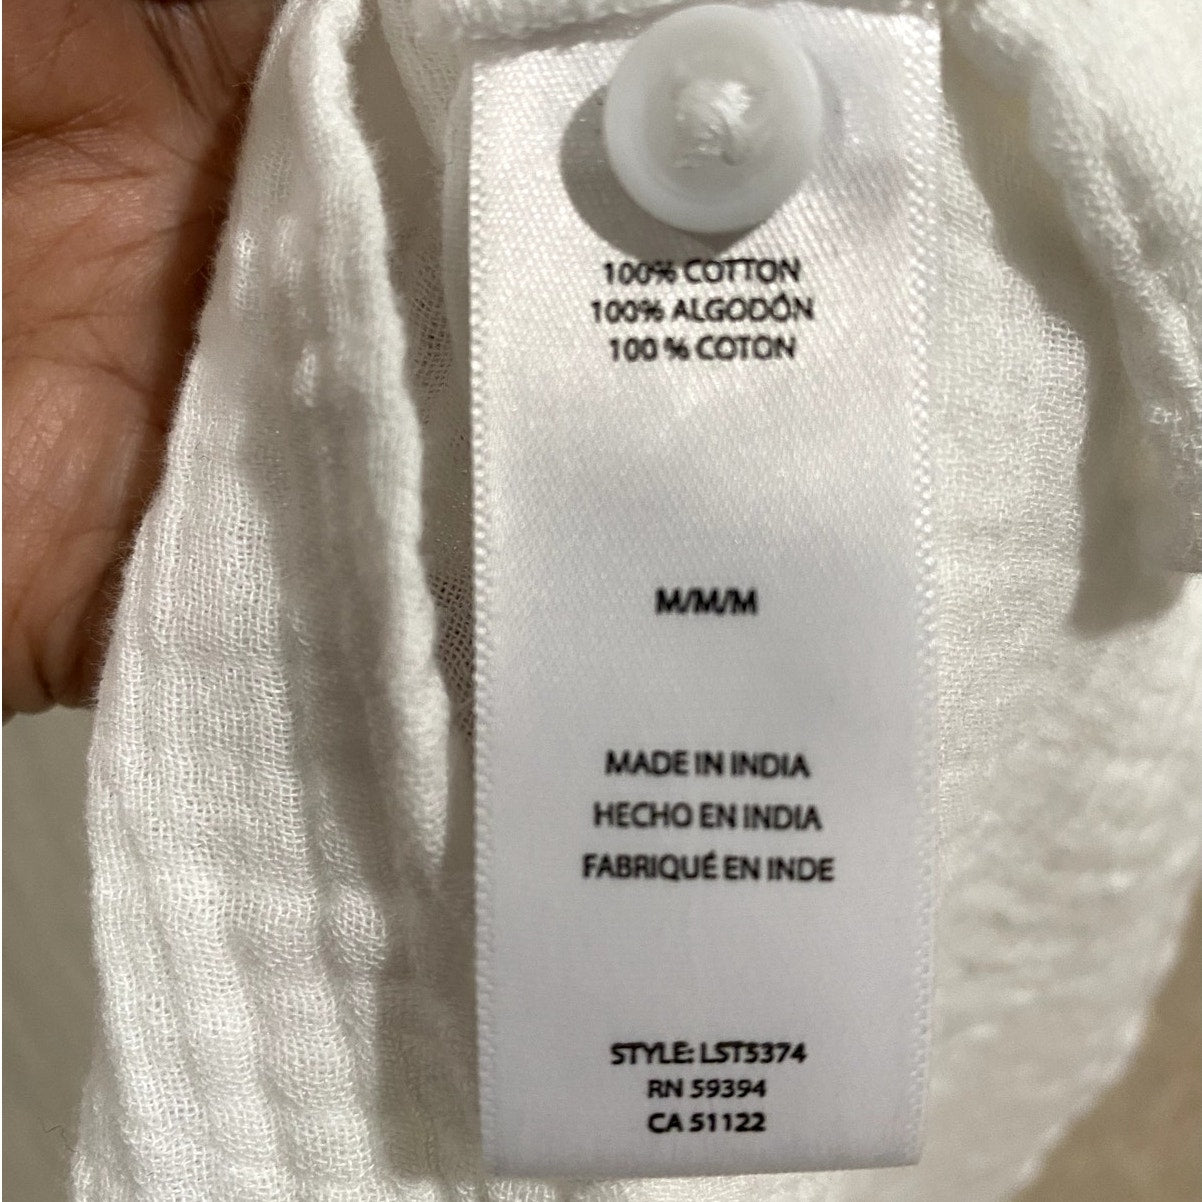 100% COTTON
100% ALGODÓN
100 % COTON
M/M/M
MADE IN INDIA
HECHO EN INDIA
FABRIQUÉ EN INDE
STYLE: LST5374
RN 59394
CA 51122